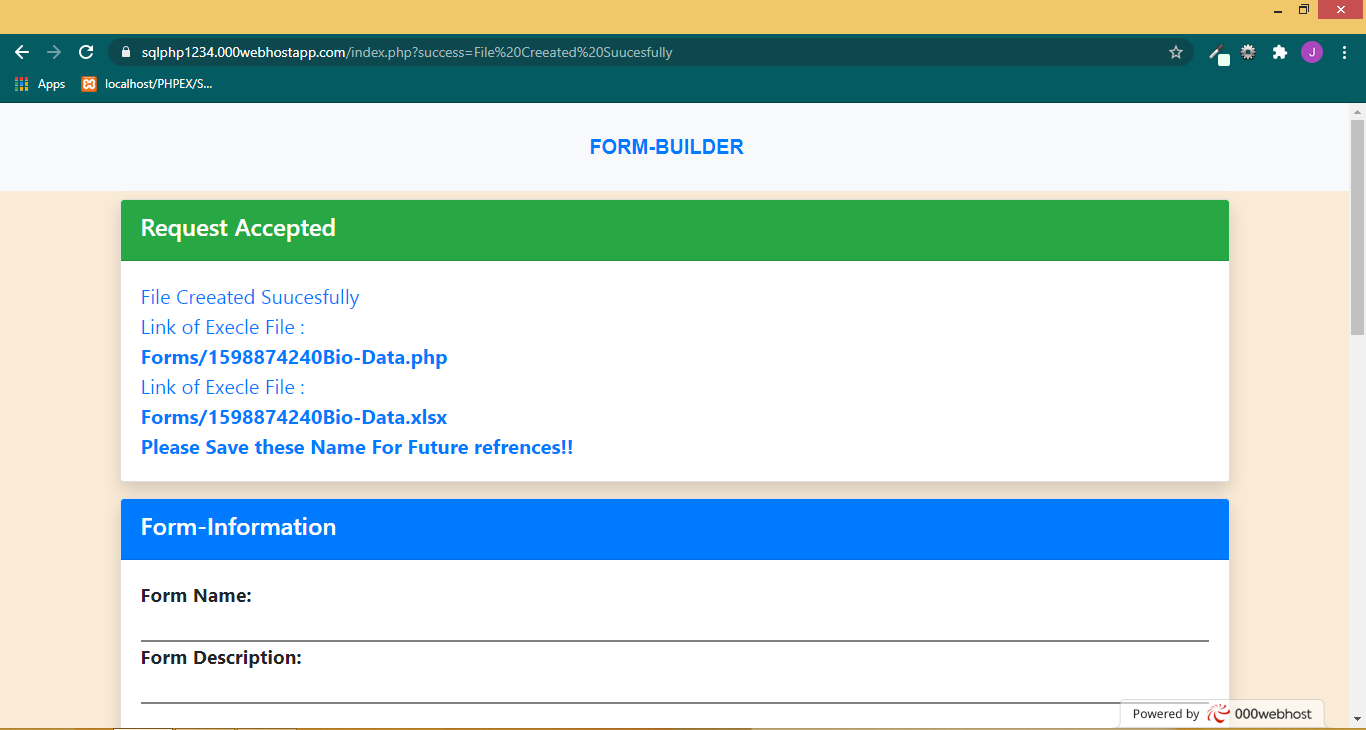 sqlphp1234.000webhostapp.com/index.php?success=File%20Creeated%20Suucesfully
J
Apps
localhost/PHPEX/S...
FORM-BUILDER
Request Accepted
File Creeated Suucesfully
Link of Execle File :
Forms/1598874240Bio-Data.php
Link of Execle File :
Forms/1598874240Bio-Data.xlsx
Please Save these Name For Future refrences!!
Form-Information
Form Name:
Form Description:
Powered by 000webhost